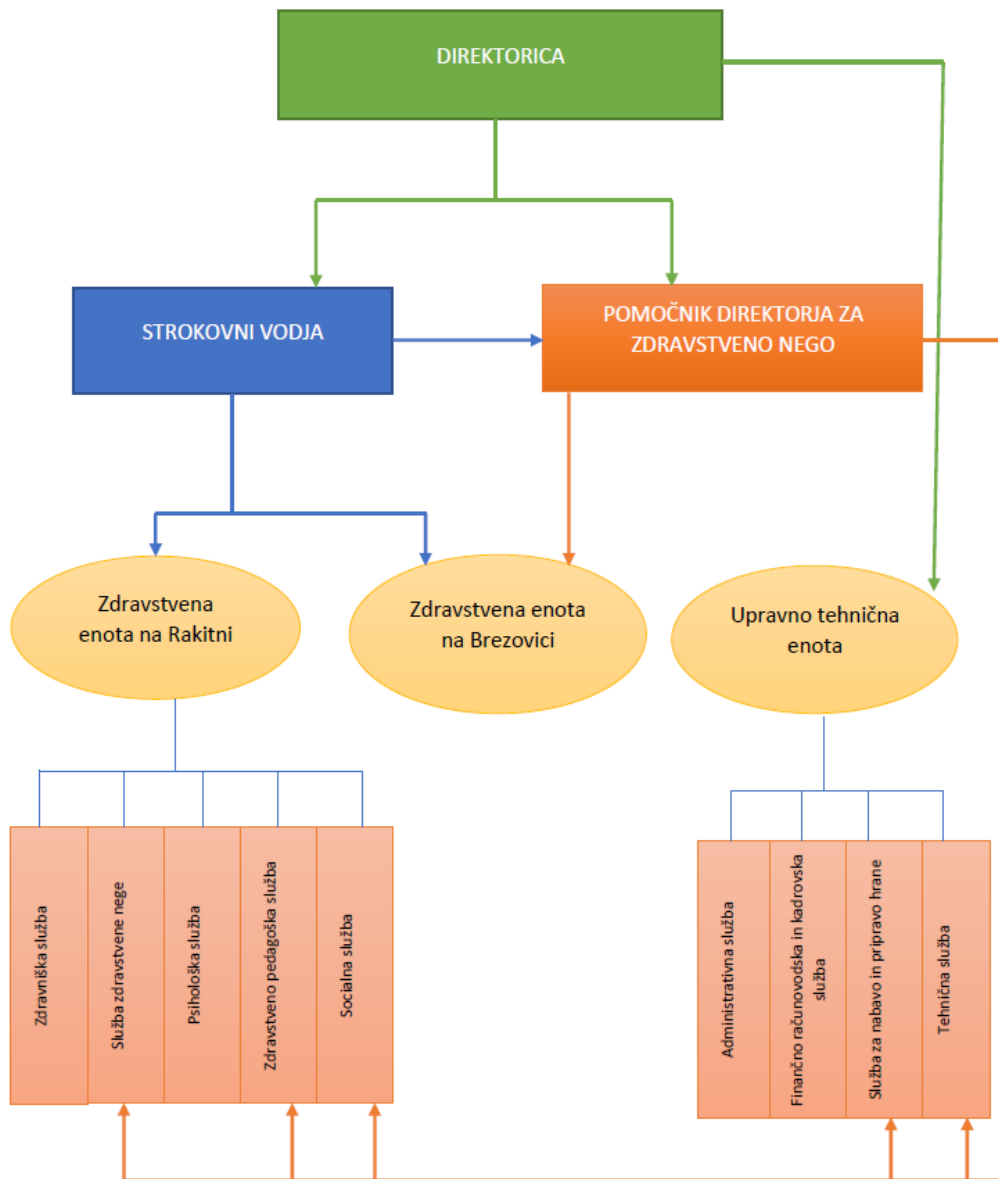 DIREKTORICA
STROKOVNI VODJA
POMOČNIK DIREKTORJA ZA
ZDRAVSTVENO NEGO
Zdravstvena
enota na Rakitni
Zdravstvena enota
na Brezovici
Upravno tehnična
enota
Zdravniška služba
Služba zdravstvene nege
Psihološka služba
Zdravstveno pedagoška služba
Socialna služba
Administrativna služba
Finančno računovodska in kadrovska
služba
Služba za nabavo in pripravo hrane
Tehnična služba